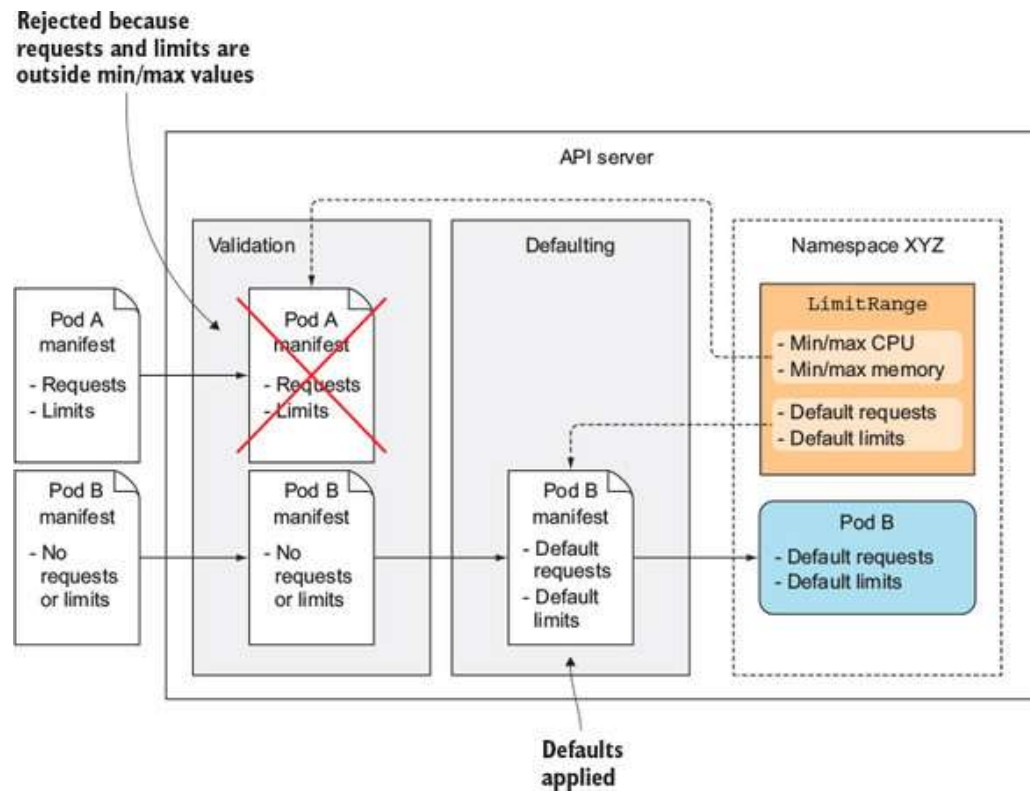 Rejected because
requests and limits are
outside min/max values
API server
Validation
Defaulting
Namespace XYZ
Pod A
manifest
- Requests
- Limits
Pod A
manifest
- Requests
- Limits
LimitRange
- Min/max CPU
- Min/max memory
- Default requests
- Default limits
Pod B
manifest
- No
requests
or limits
Pod B
manifest
- No
requests
or limits
Pod B
manifest
- Default
requests
- Default
limits
Pod B
- Default requests
- Default limits
Defaults
applied